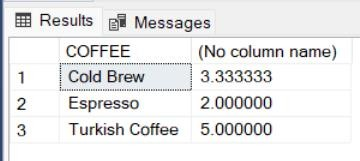 Results Messages
COFFEE (No column name)
1 Cold Brew 3.333333
2 Espresso 2.000000
3 Turkish Coffee 5.000000